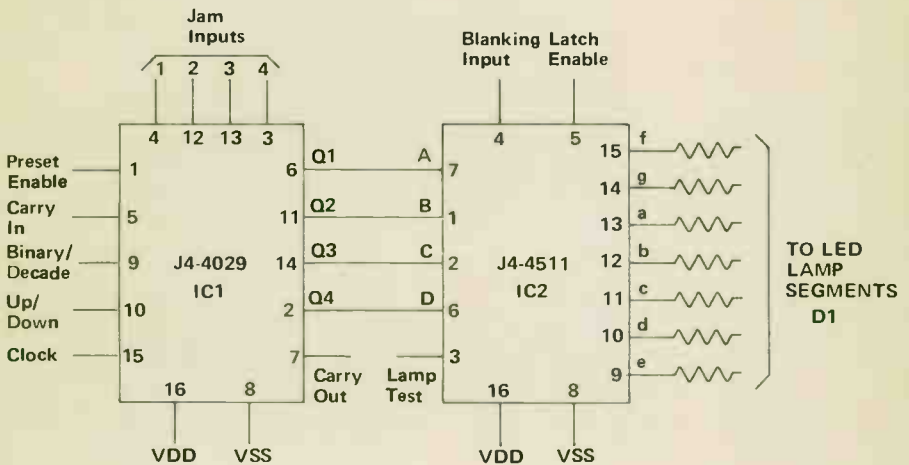 Jam
Inputs
1 2 3 4
4 12 13 3
Preset
Enable
1
Carry
In
5
Binary/
Decade
9
Up/
Down
10
Clock
15
J4-4029
IC1
6 Q1 A 7
11 Q2 B 1
14 Q3 C 2
2 Q4 D 6
7
Carry
Out
Lamp
Test
3
16 8
VDD VSS
Blanking
Input
Latch
Enable
4 5
J4-4511
IC2
15 f
14 g
13 a
12 b
11 c
10 d
9 e
16 8
VDD VSS
TO LED
LAMP
SEGMENTS
D1